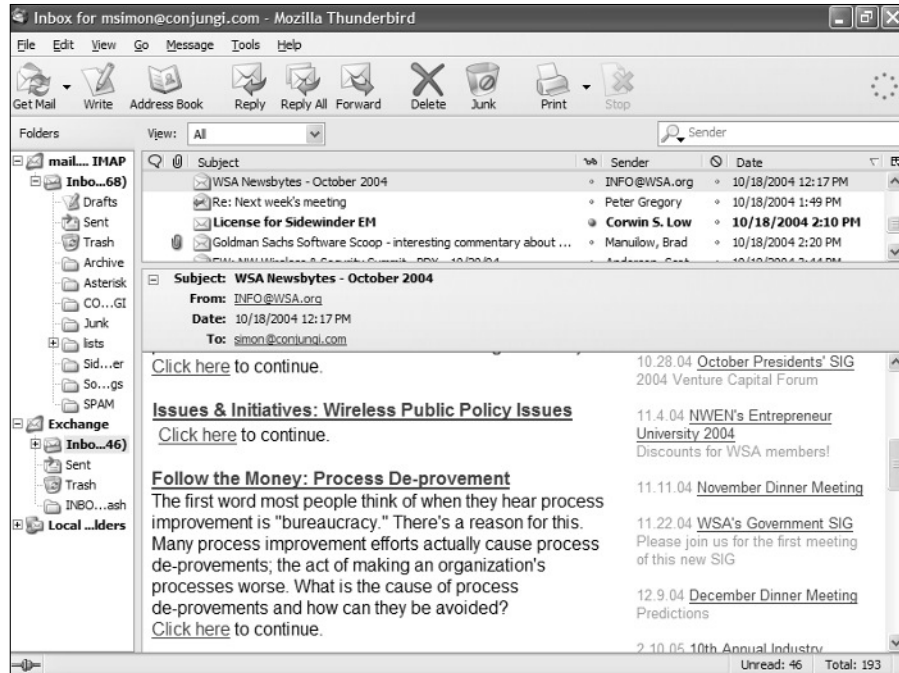 Inbox for msimon@conjungi.com - Mozilla Thunderbird
File Edit View Go Message Tools Help
Get Mail Write Address Book Reply Reply All Forward Delete Junk Print Stop
Folders View: All Sender
mail.... IMAP
Inbo...68)
Drafts
Sent
Trash
Archive
Asterisk
CO...GI
Junk
lists
Sid...er
So...gs
SPAM
Exchange
Inbo...46)
Sent
Trash
INBO...ash
Local ...lders
Subject Sender Date
WSA Newsbytes - October 2004 INFO@WSA.org 10/18/2004 12:17 PM
Re: Next week's meeting Peter Gregory 10/18/2004 1:49 PM
License for Sidewinder EM Corwin S. Low 10/18/2004 2:10 PM
Goldman Sachs Software Scoop - interesting commentary about ... Manuilow, Brad 10/18/2004 2:20 PM
Subject: WSA Newsbytes - October 2004
From: INFO@WSA.org
Date: 10/18/2004 12:17 PM
To: simon@conjungi.com
Click here to continue.
Issues & Initiatives: Wireless Public Policy Issues
Click here to continue.
Follow the Money: Process De-provement
The first word most people think of when they hear process
improvement is "bureaucracy." There's a reason for this.
Many process improvement efforts actually cause process
de-provements; the act of making an organization's
processes worse. What is the cause of process
de-provements and how can they be avoided?
Click here to continue.
10.28.04 October Presidents' SIG
2004 Venture Capital Forum
11.4.04 NWEN's Entrepreneur
University 2004
Discounts for WSA members!
11.11.04 November Dinner Meeting
11.22.04 WSA's Government SIG
Please join us for the first meeting
of this new SIG
12.9.04 December Dinner Meeting
Predictions
2.10.05 10th Annual Industry
Unread: 46 Total: 193